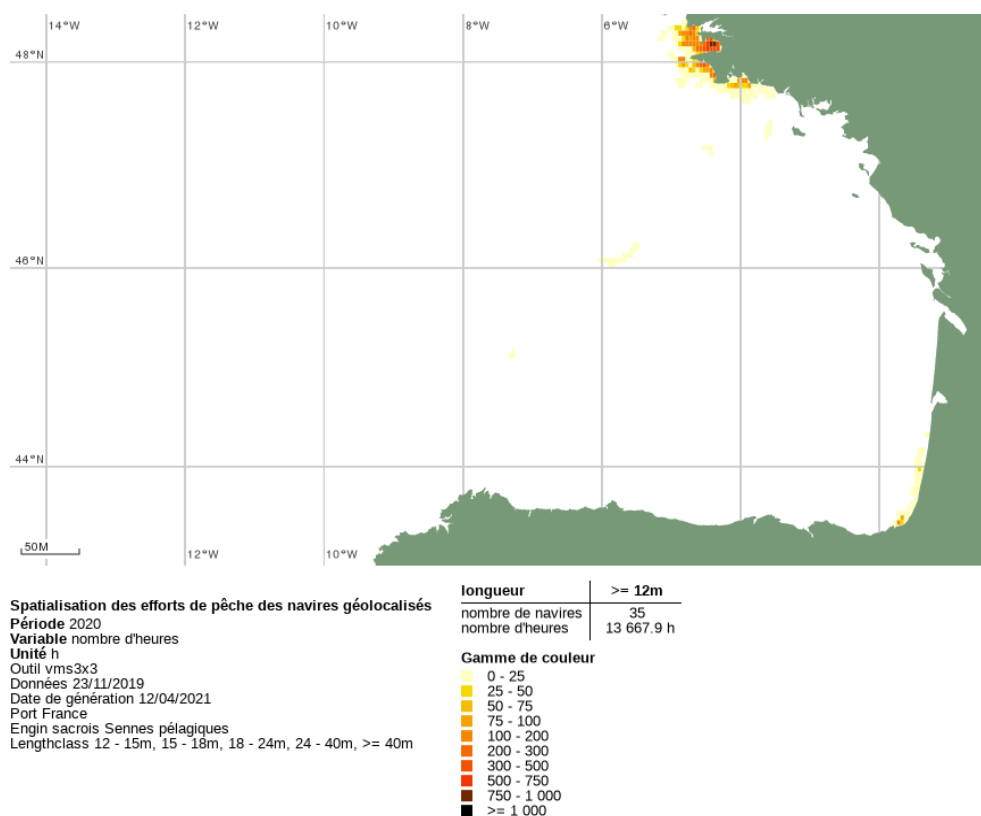 14°W 12°W 10°W 8°W 6°W
48°N
46°N
44°N
50M
12°W 10°W
Spatialisation des efforts de pêche des navires géolocalisés
Période 2020
Variable nombre d'heures
Unité h
Outil vms3x3
Données 23/11/2019
Date de génération 12/04/2021
Port France
Engin sacrois Sennes pélagiques
Lengthclass 12 - 15m, 15 - 18m, 18 - 24m, 24 - 40m, >= 40m
longueur >= 12m
nombre de navires 35
nombre d'heures 13 667.9 h
Gamme de couleur
0 - 25
25 - 50
50 - 75
75 - 100
100 - 200
200 - 300
300 - 500
500 - 750
750 - 1 000
>= 1 000